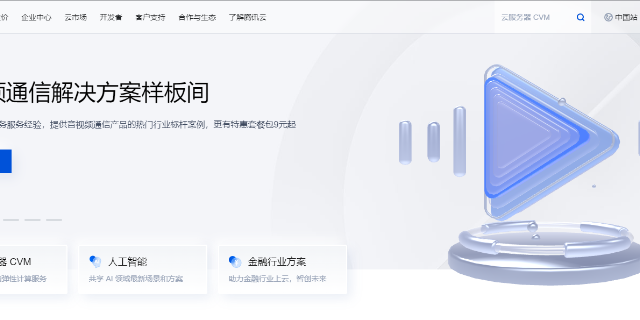 价 企业中心 云市场 开发者 客户支持 合作与生态 了解腾讯云 云服务器 CVM 中国站
频通信解决方案样板间
务服务经验，提供音视频通信产品的热门行业标杆案例，更有特惠套餐包9元起
器 CVM 人工智能 金融行业方案
弹性计算服务 共享 AI 领域最新场景和方案 助力金融行业上云，智创未来